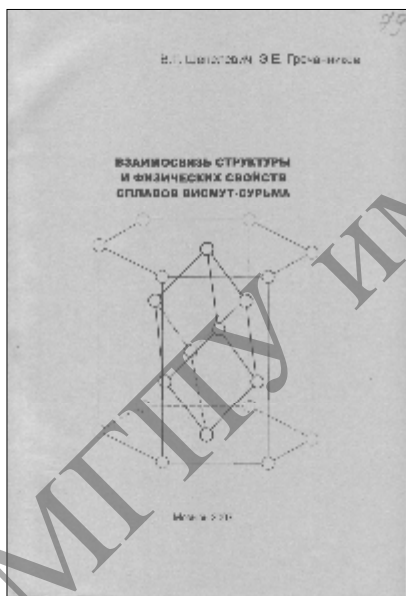 Э.Е.
ВЗАИМОСВЯЗЬ СТРУКТУРЫ
И ФИЗИЧЕСКИХ СВОЙСТВ
СПЛАВОВ ВИСМУТ-СУРЬМА
МГПУ им